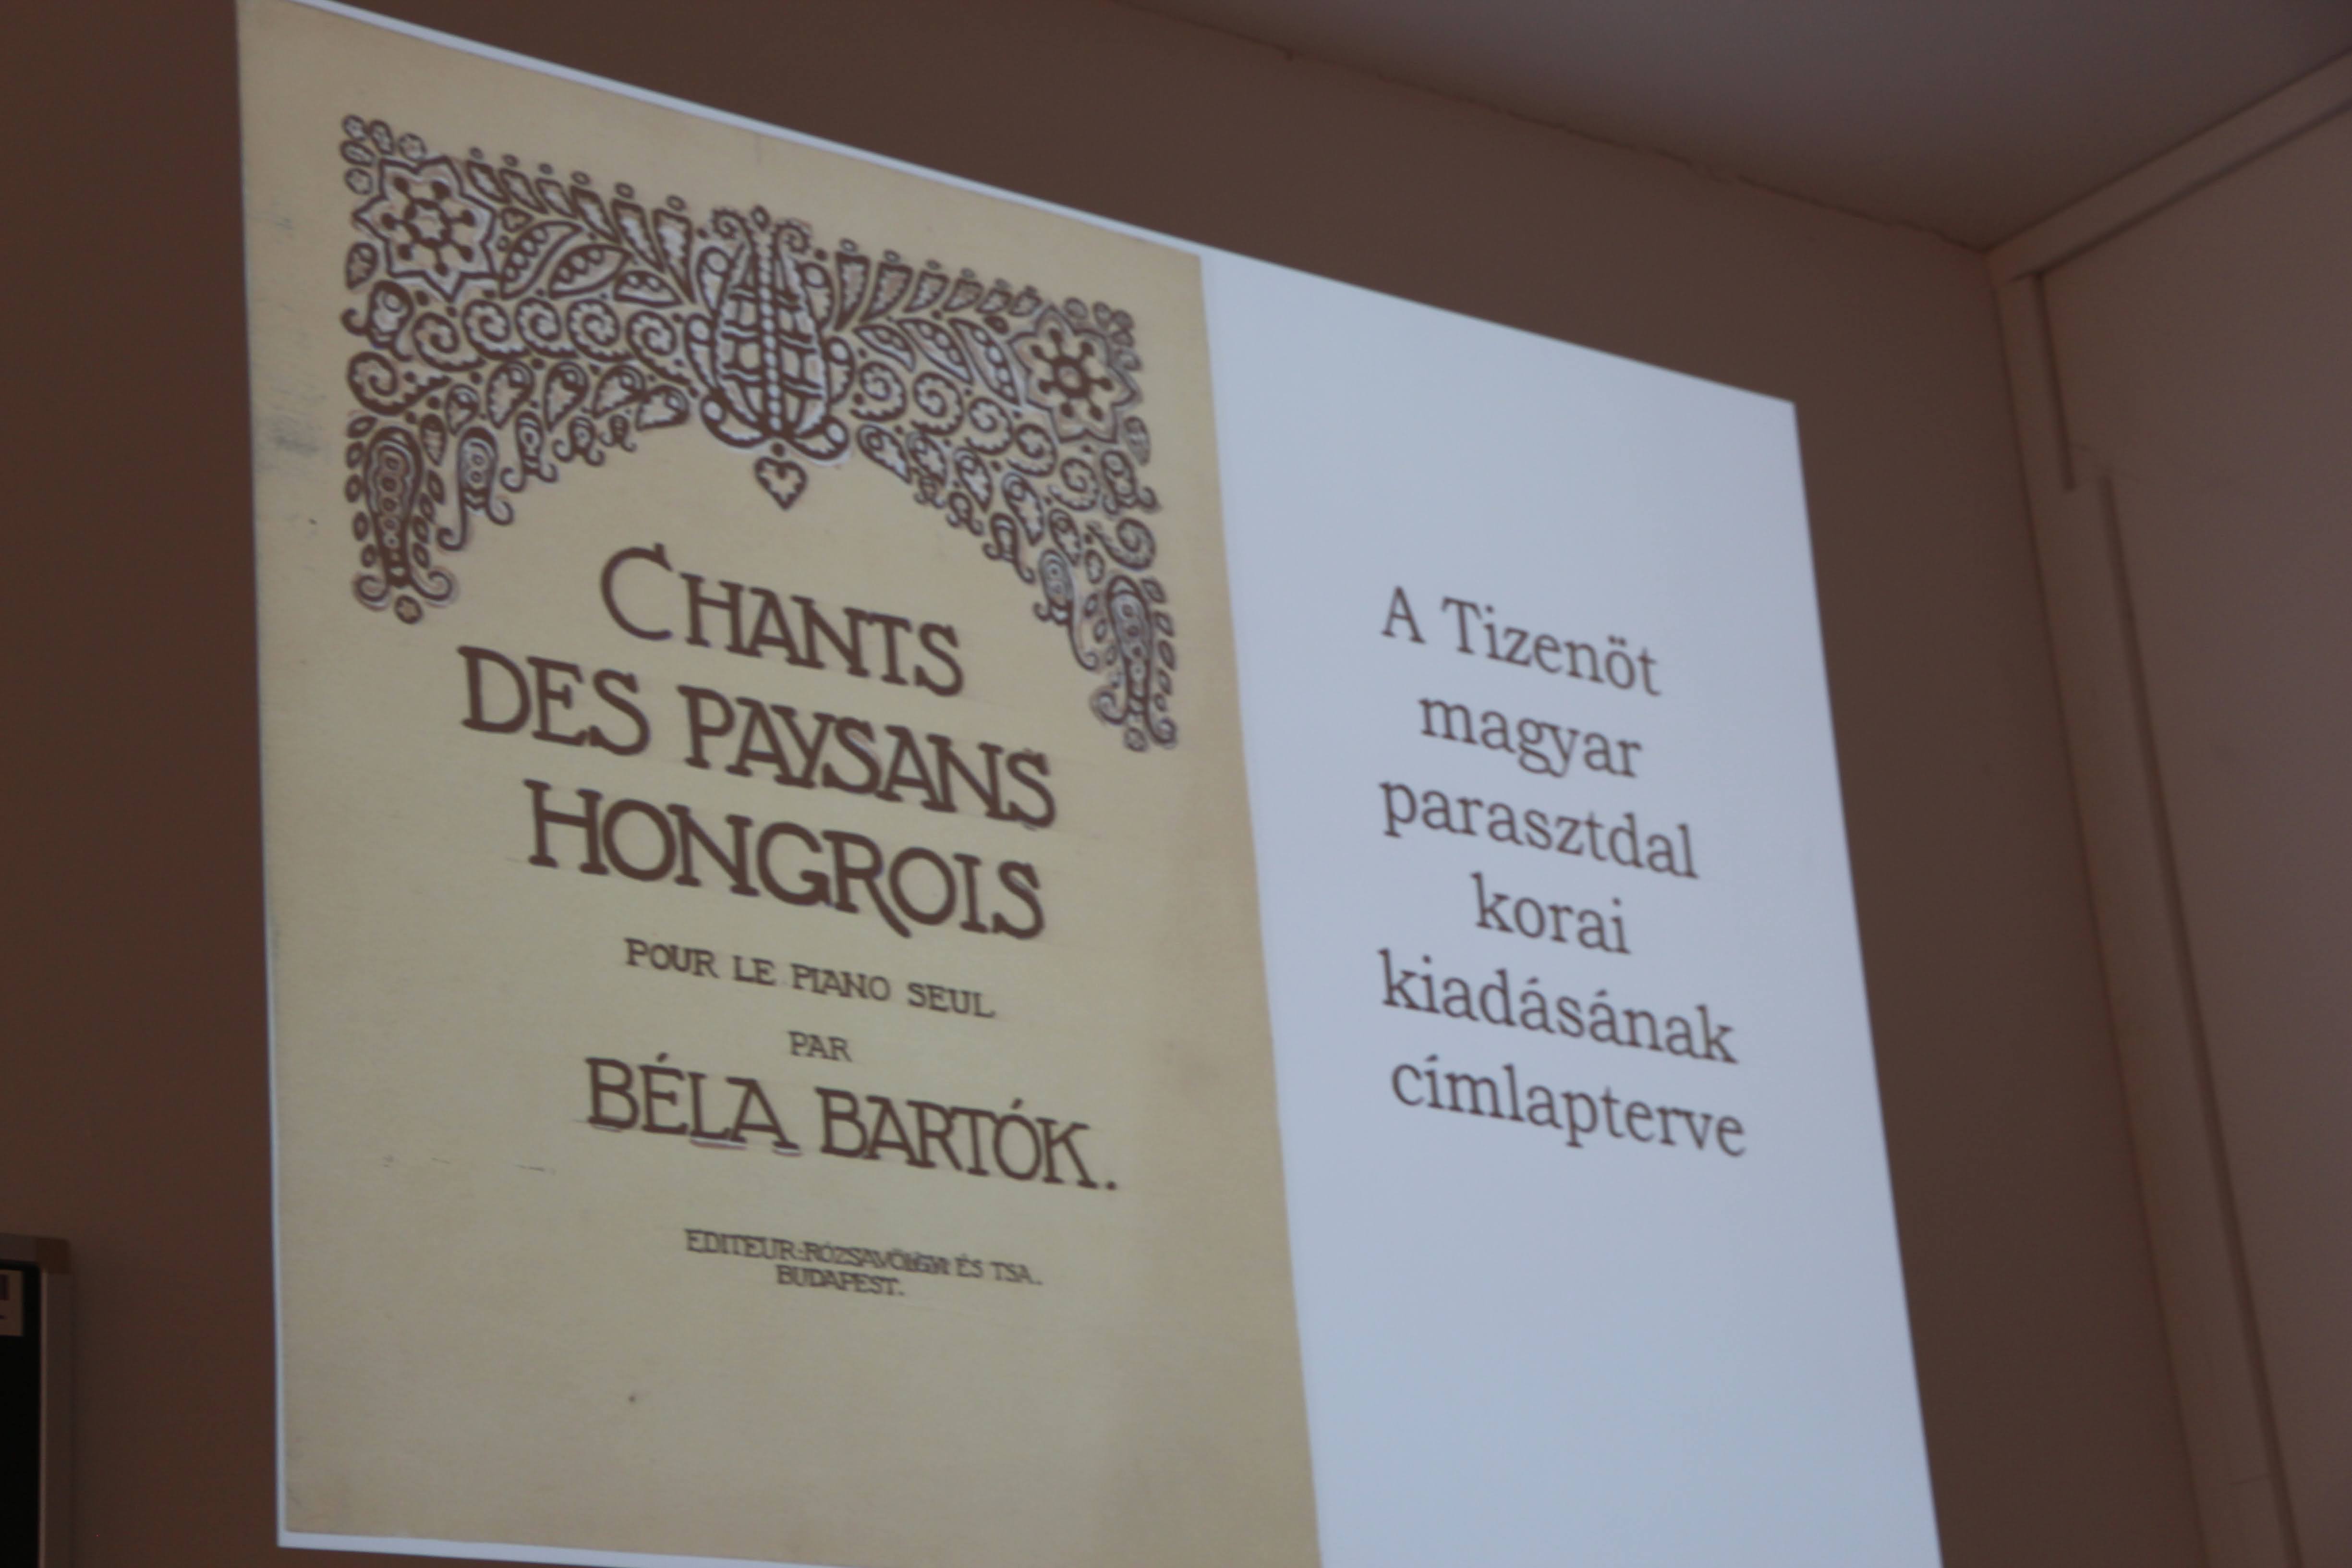 CHANTS
DES PAYSANS
HONGROIS
POUR LE PIANO SEUL
PAR
BÉLA BARTÓK.
EDITEUR: RÓZSAVÖLGYI ÉS TSA.
BUDAPEST.
A Tizenöt
magyar
parasztdal
korai
kiadásának
címlapterve